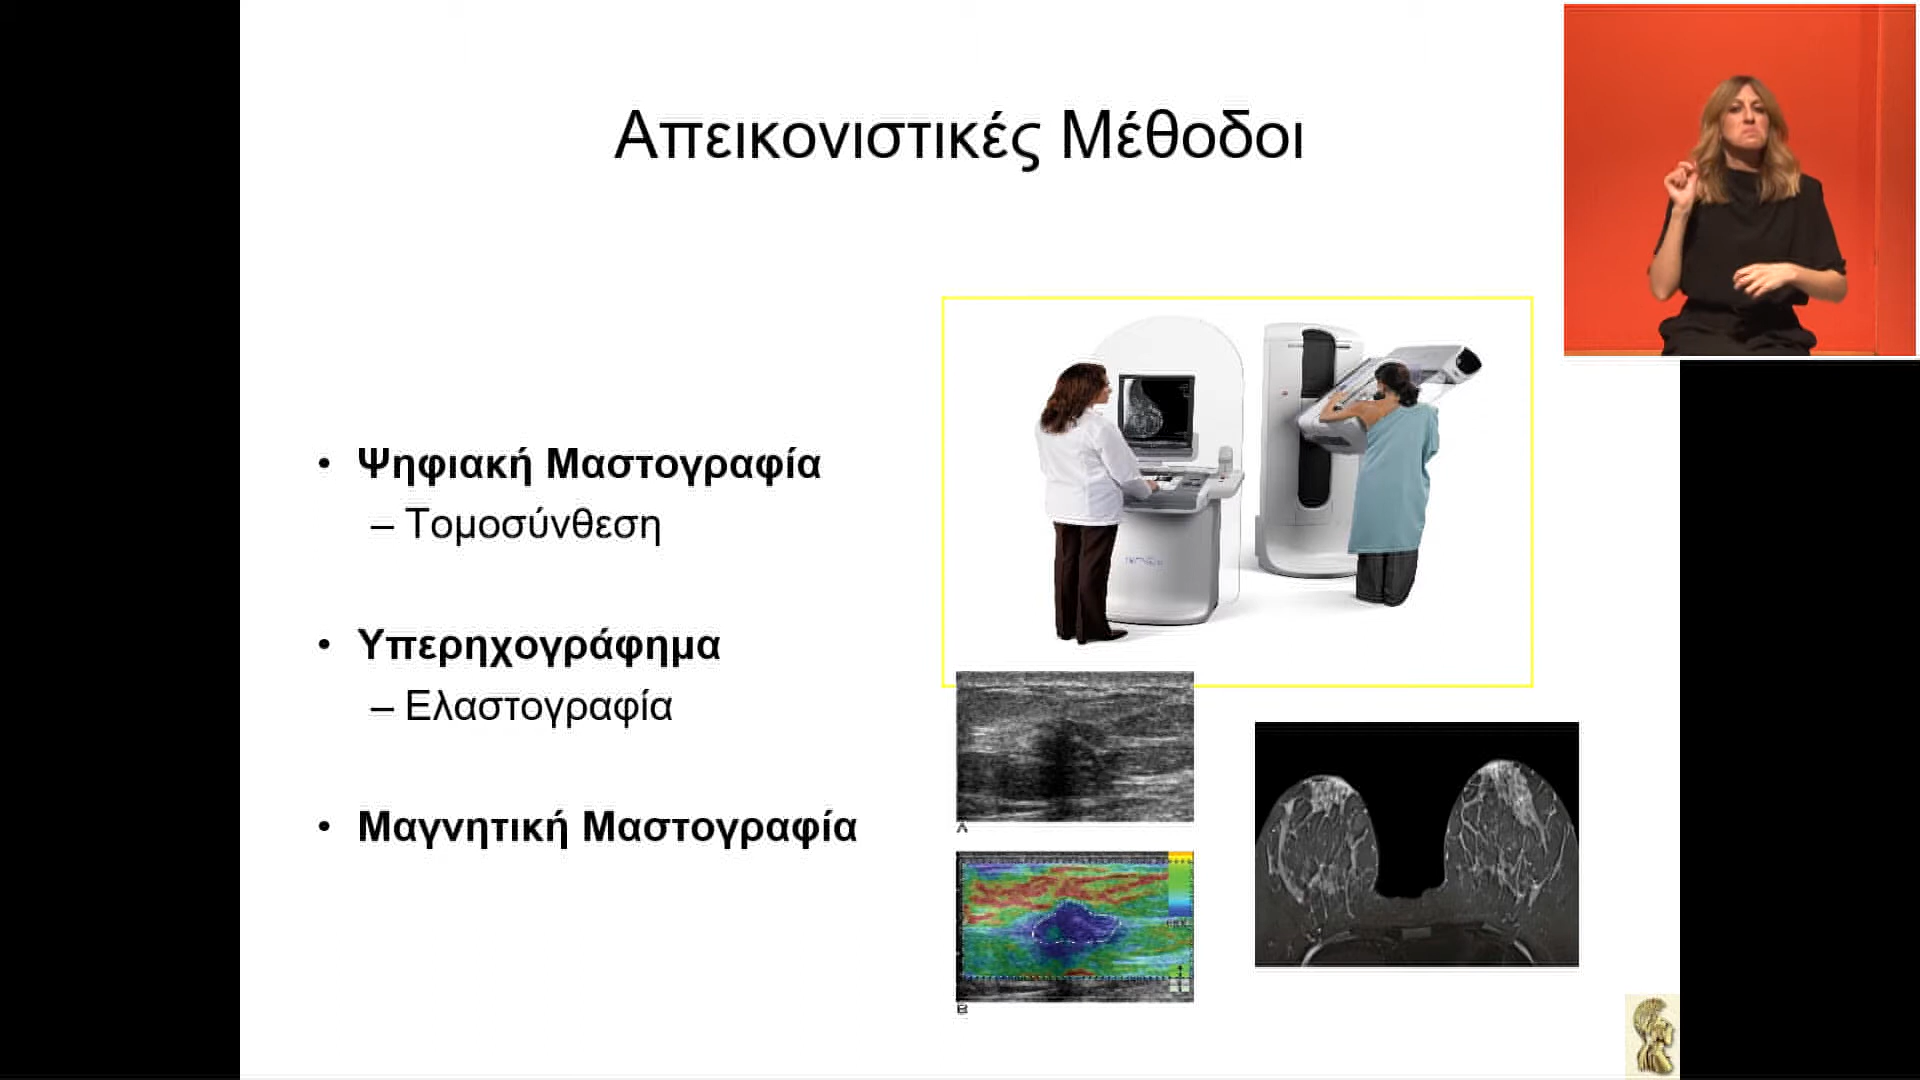 Απεικονιστικές Μέθοδοι
• Ψηφιακή Μαστογραφία
– Τομοσύνθεση
• Υπερηχογράφημα
– Ελαστογραφία
• Μαγνητική Μαστογραφία
A
B